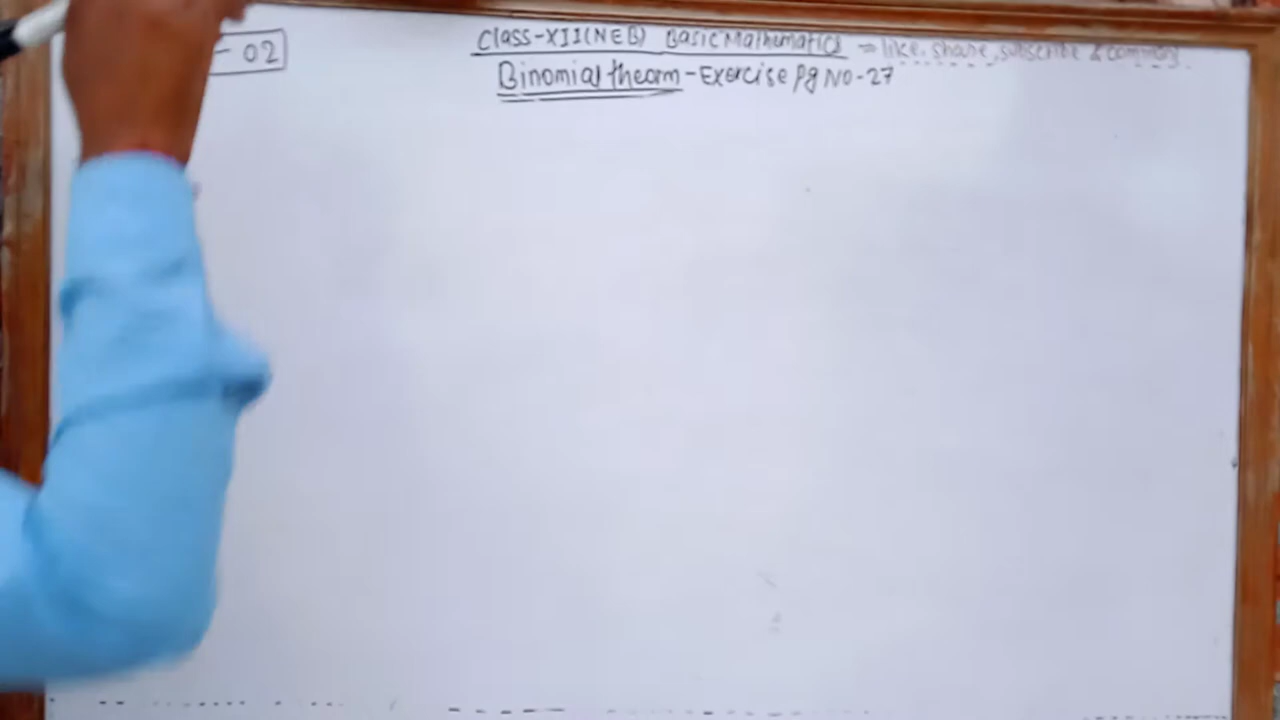 - 02
Class-XII(NEB) Basic Mathematics ⇒ like, share, subscribe & comment
Binomial theorm - Exercise Pg No-27